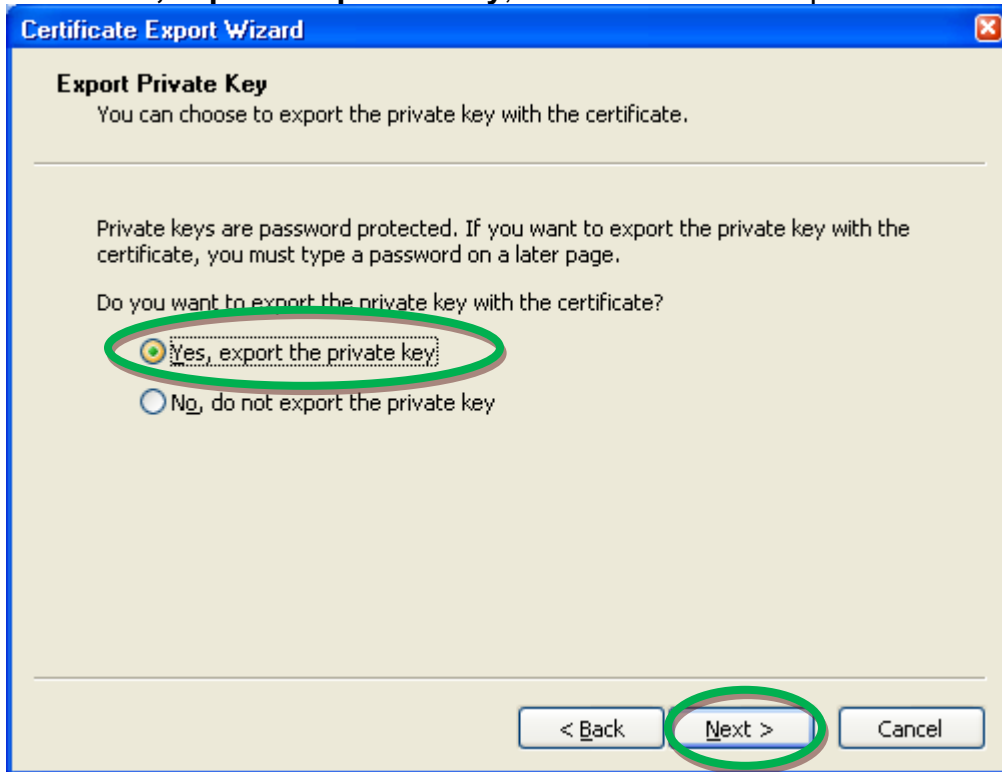 Certificate Export Wizard
Export Private Key
You can choose to export the private key with the certificate.
Private keys are password protected. If you want to export the private key with the
certificate, you must type a password on a later page.
Do you want to export the private key with the certificate?
Yes, export the private key
No, do not export the private key
< Back Next > Cancel